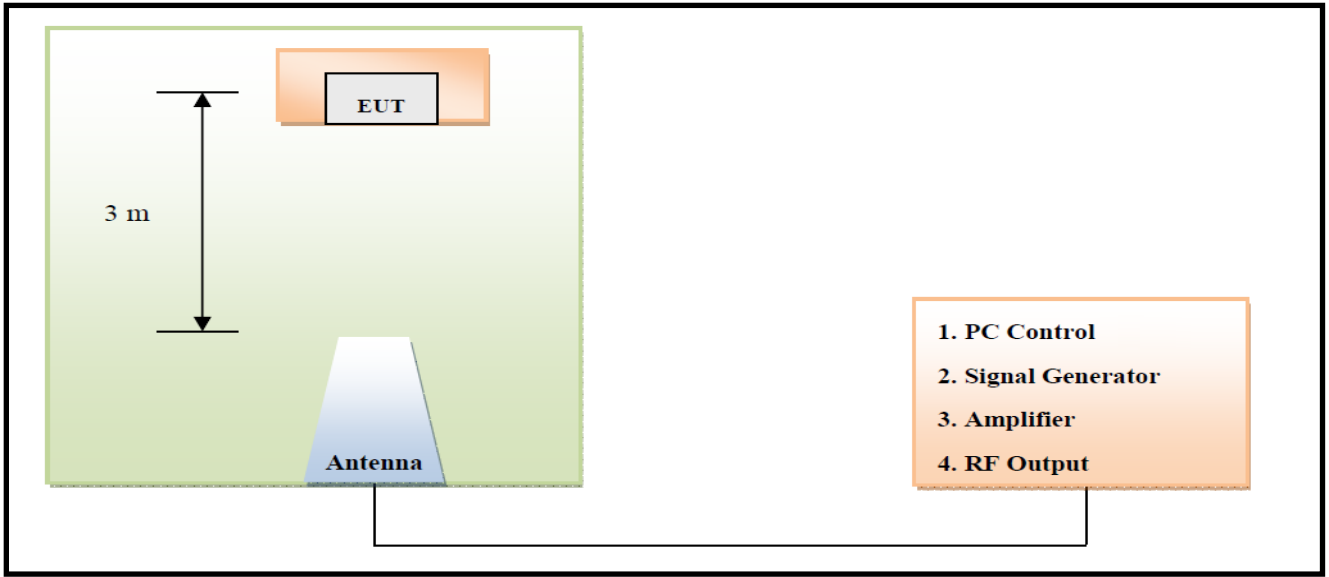 EUT
3 m
Antenna
1. PC Control
2. Signal Generator
3. Amplifier
4. RF Output